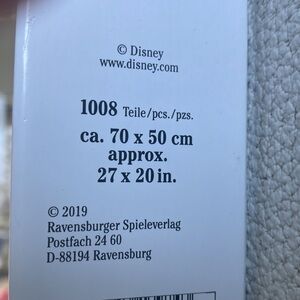 © Disney
www.disney.com
1008 Teile/pcs./pzs.
ca. 70 x 50 cm
approx.
27 x 20 in.
© 2019
Ravensburger Spieleverlag
Postfach 24 60
D-88194 Ravensburg